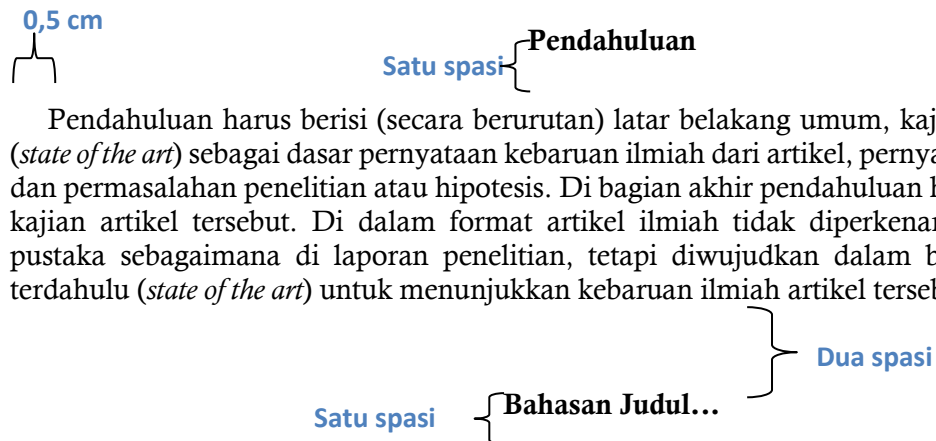 0,5 cm
Pendahuluan
Satu spasi
Pendahuluan harus berisi (secara berurutan) latar belakang umum, kaj
(state of the art) sebagai dasar pernyataan kebaruan ilmiah dari artikel, pernya
dan permasalahan penelitian atau hipotesis. Di bagian akhir pendahuluan h
kajian artikel tersebut. Di dalam format artikel ilmiah tidak diperkenan
pustaka sebagaimana di laporan penelitian, tetapi diwujudkan dalam b
terdahulu (state of the art) untuk menunjukkan kebaruan ilmiah artikel terseb
Dua spasi
Bahasan Judul...
Satu spasi